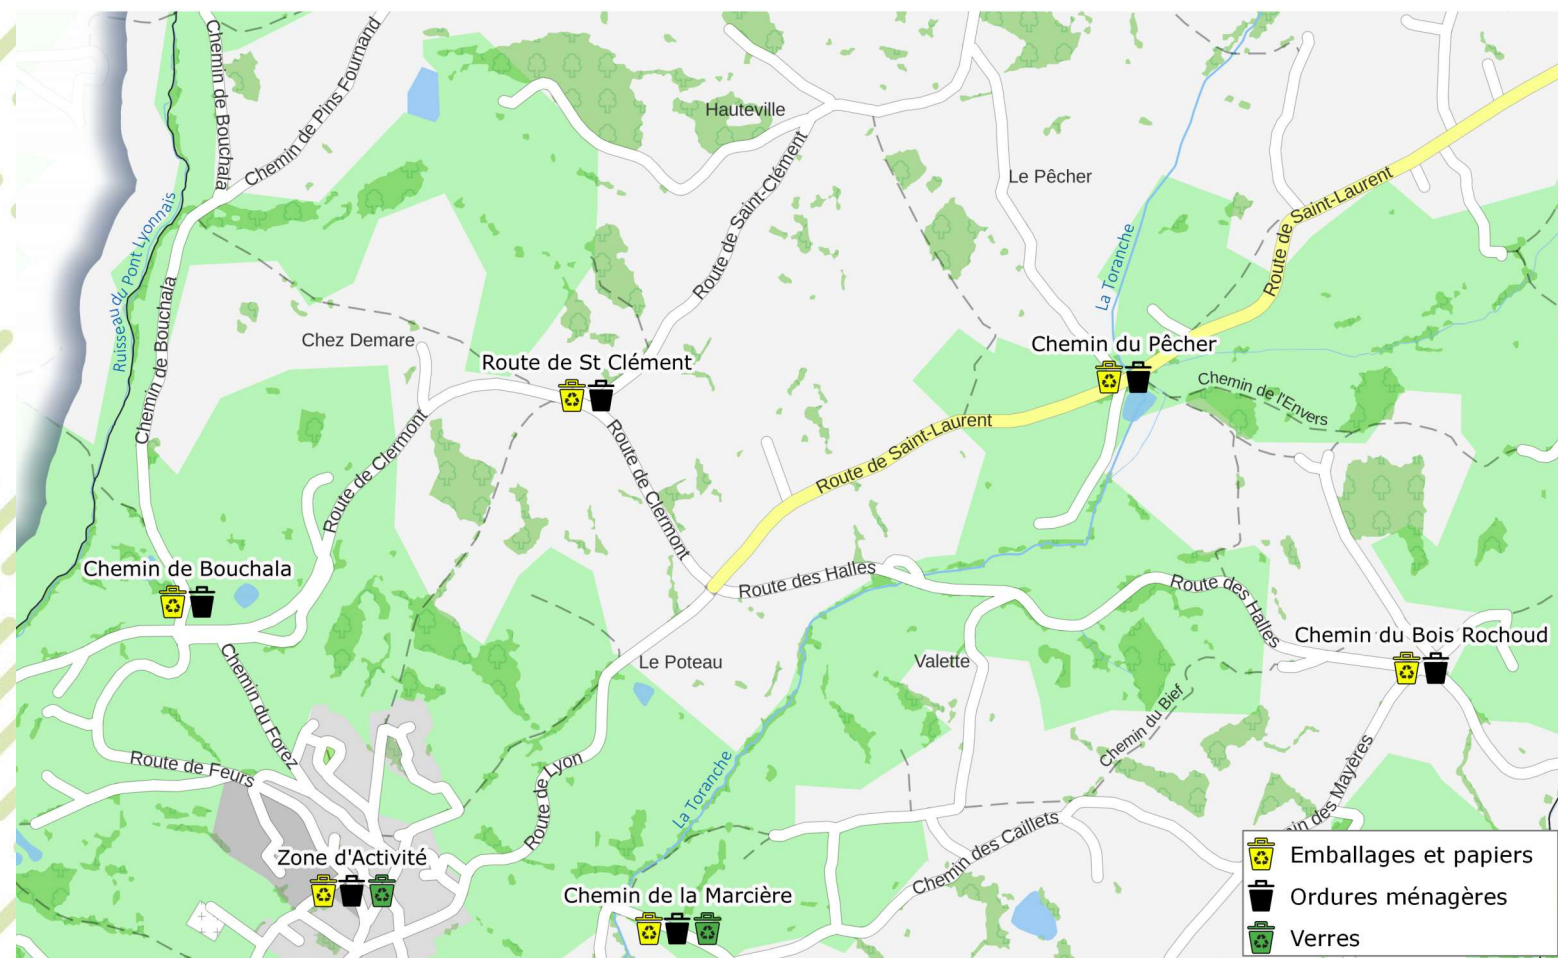 Chemin de Bouchala
Chemin de Pins Fournand
Hauteville
Route de Saint-Clément
Le Pêcher
Route de Saint-Laurent
La Toranche
Ruisseau du Pont Lyonnais
Chemin de Bouchala
Chez Demare
Route de St Clément
Chemin du Pêcher
Chemin de l'Envers
Route de Clermont
Route de Clermont
Route de Saint-Laurent
Chemin de Bouchala
Route des Halles
Route des Halles
Chemin du Bois Rochoud
Le Poteau
Valette
Chemin du Forez
Chemin du Bief
Route de Feurs
Route de Lyon
La Toranche
in des Mayères
Chemin des Caillets
Zone d'Activité
Chemin de la Marcière
Emballages et papiers
Ordures ménagères
Verres